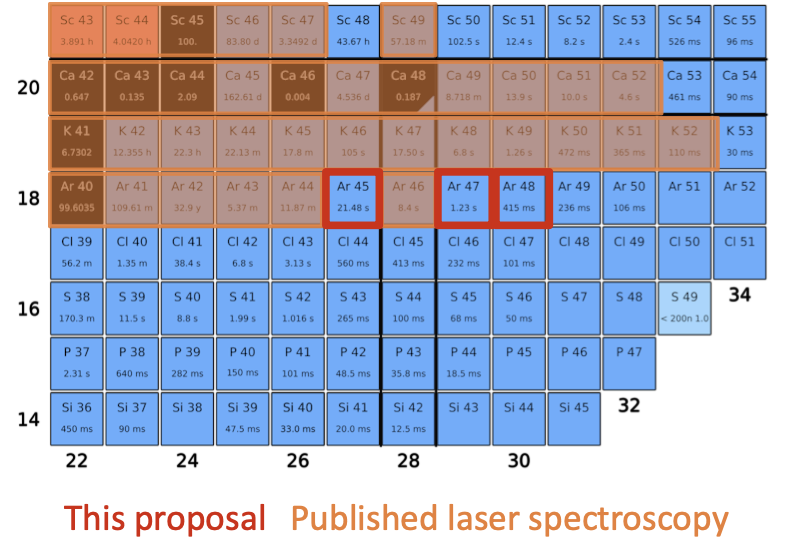 Sc 43 Sc 44 Sc 45 Sc 46 Sc 47 Sc 48 Sc 49 Sc 50 Sc 51 Sc 52 Sc 53 Sc 54 Sc 55
3.891 h 4.0420 h 100. 83.80 d 3.3492 d 43.67 h 57.18 m 102.5 s 12.4 s 8.2 s 2.4 s 526 ms 96 ms
20 Ca 42 Ca 43 Ca 44 Ca 45 Ca 46 Ca 47 Ca 48 Ca 49 Ca 50 Ca 51 Ca 52 Ca 53 Ca 54
0.647 0.135 2.09 162.61 d 0.004 4.536 d 0.187 8.718 m 13.9 s 10.0 s 4.6 s 461 ms 90 ms
K 41 K 42 K 43 K 44 K 45 K 46 K 47 K 48 K 49 K 50 K 51 K 52 K 53
6.7302 12.355 h 22.3 h 22.13 m 17.8 m 105 s 17.50 s 6.8 s 1.26 s 472 ms 365 ms 110 ms 30 ms
18 Ar 40 Ar 41 Ar 42 Ar 43 Ar 44 Ar 45 Ar 46 Ar 47 Ar 48 Ar 49 Ar 50 Ar 51 Ar 52
99.6035 109.61 m 32.9 y 5.37 m 11.87 m 21.48 s 8.4 s 1.23 s 415 ms 236 ms 106 ms
Cl 39 Cl 40 Cl 41 Cl 42 Cl 43 Cl 44 Cl 45 Cl 46 Cl 47 Cl 48 Cl 49 Cl 50 Cl 51
56.2 m 1.35 m 38.4 s 6.8 s 3.13 s 560 ms 413 ms 232 ms 101 ms
16 S 38 S 39 S 40 S 41 S 42 S 43 S 44 S 45 S 46 S 47 S 48 S 49 34
170.3 m 11.5 s 8.8 s 1.99 s 1.016 s 265 ms 100 ms 68 ms 50 ms < 200n 1.0
P 37 P 38 P 39 P 40 P 41 P 42 P 43 P 44 P 45 P 46 P 47
2.31 s 640 ms 282 ms 150 ms 101 ms 48.5 ms 35.8 ms 18.5 ms
14 Si 36 Si 37 Si 38 Si 39 Si 40 Si 41 Si 42 Si 43 Si 44 Si 45 32
450 ms 90 ms 47.5 ms 33.0 ms 20.0 ms 12.5 ms
22 24 26 28 30
This proposal Published laser spectroscopy